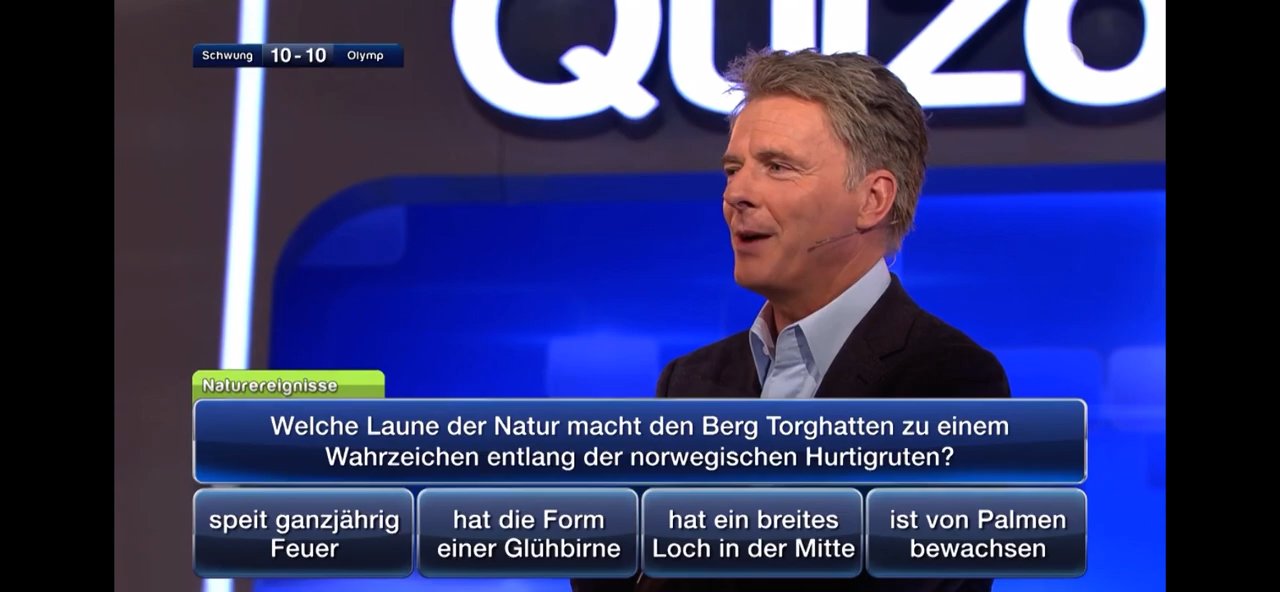 Quizd
Schwung 10-10 Olymp
Naturereignisse
Welche Laune der Natur macht den Berg Torghatten zu einem
Wahrzeichen entlang der norwegischen Hurtigruten?
speit ganzjährig
Feuer
hat die Form
einer Glühbirne
hat ein breites
Loch in der Mitte
ist von Palmen
bewachsen